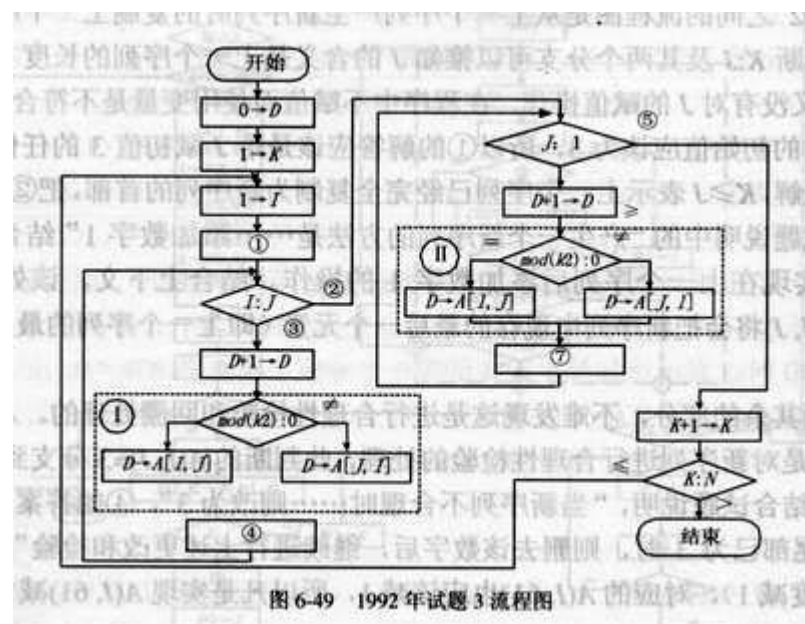 开始
0→D
1→K
1→I
①
I:J
②
③
D+1→D
I
mod(k2):0
≠
D→A[I,J]
D→A[J,I]
④
⑤
J:1
D+1→D
≥
II
=
mod(k2):0
≠
D→A[I,J]
D→A[J,I]
⑦
K+1→K
≤
K:N
结束
图 6-49 1992 年试题 3 流程图